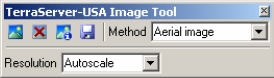 TerraServer-USA Image Tool
Method Aerial image
Resolution Autoscale